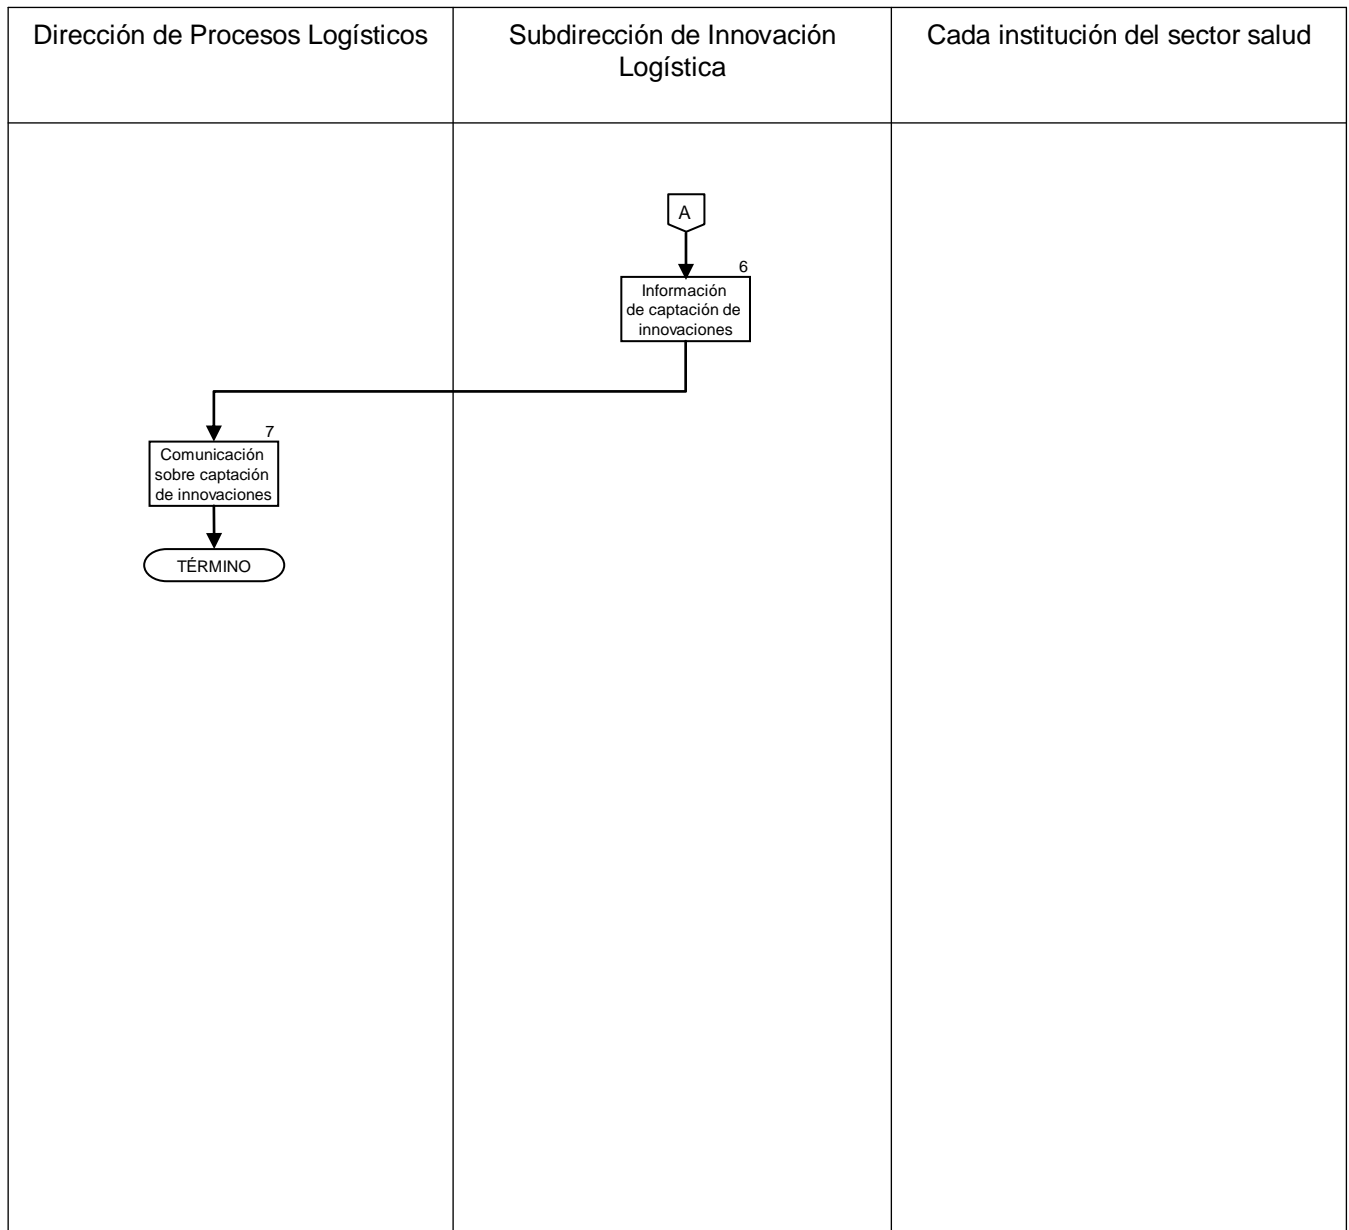 Dirección de Procesos Logísticos
Subdirección de Innovación
Logística
Cada institución del sector salud
A
6
Información
de captación de
innovaciones
7
Comunicación
sobre captación
de innovaciones
TÉRMINO